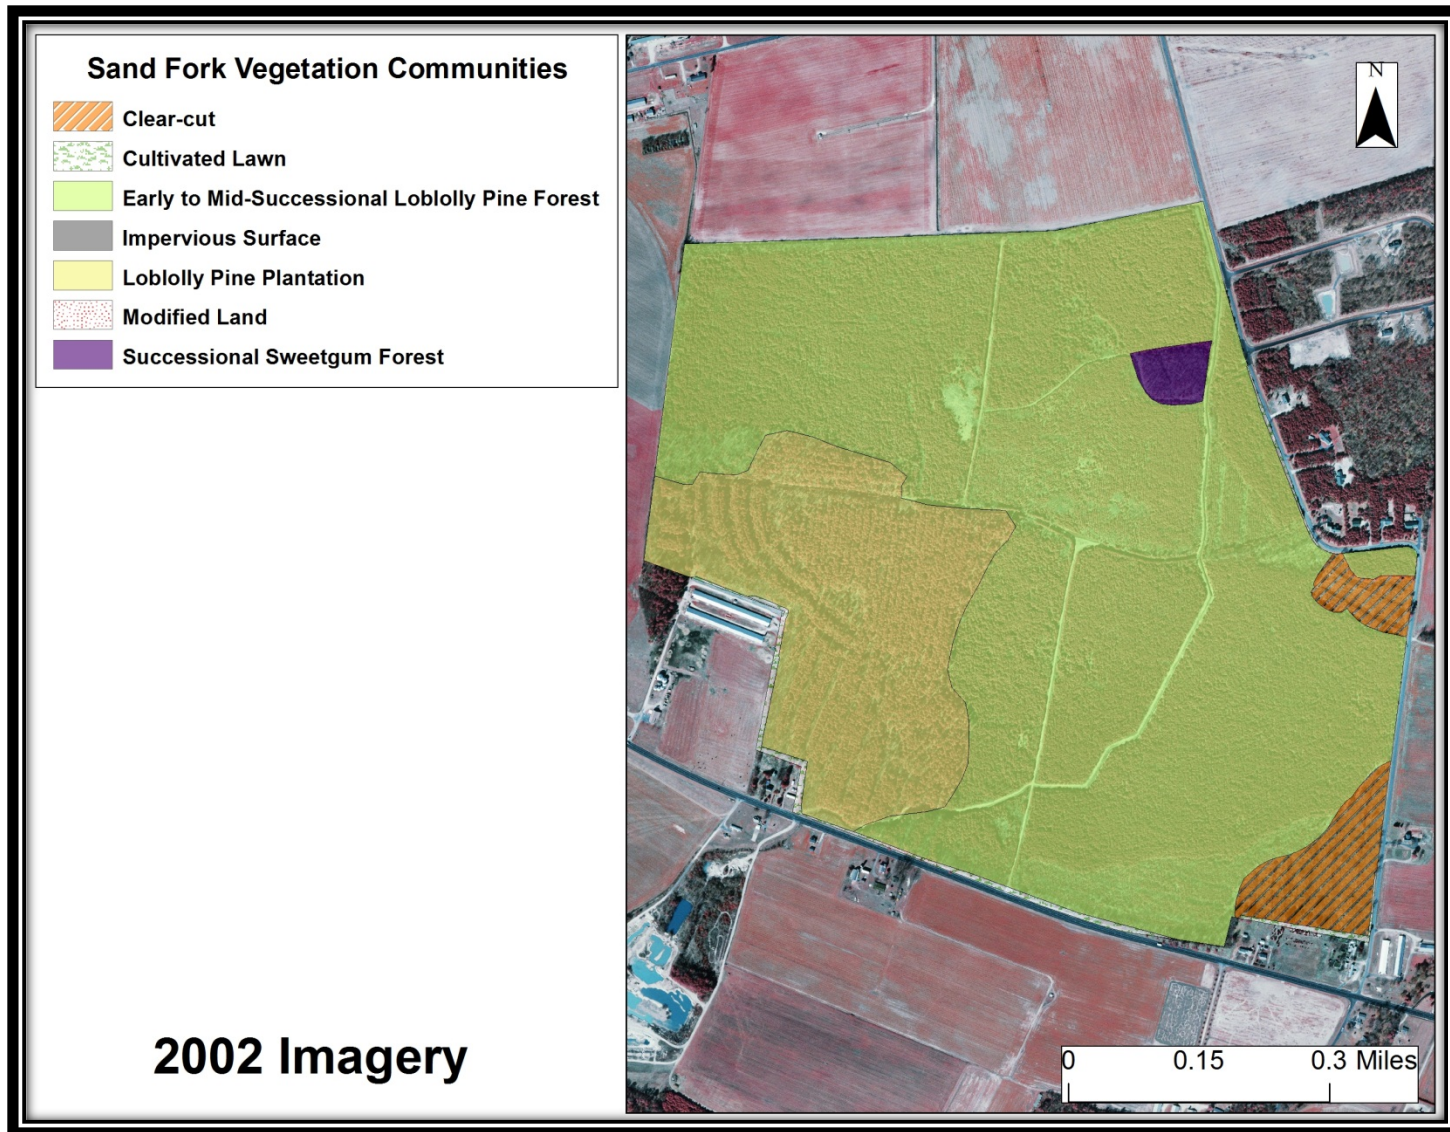 Sand Fork Vegetation Communities
Clear-cut
Cultivated Lawn
Early to Mid-Successional Loblolly Pine Forest
Impervious Surface
Loblolly Pine Plantation
Modified Land
Successional Sweetgum Forest
N
2002 Imagery
0 0.15 0.3 Miles